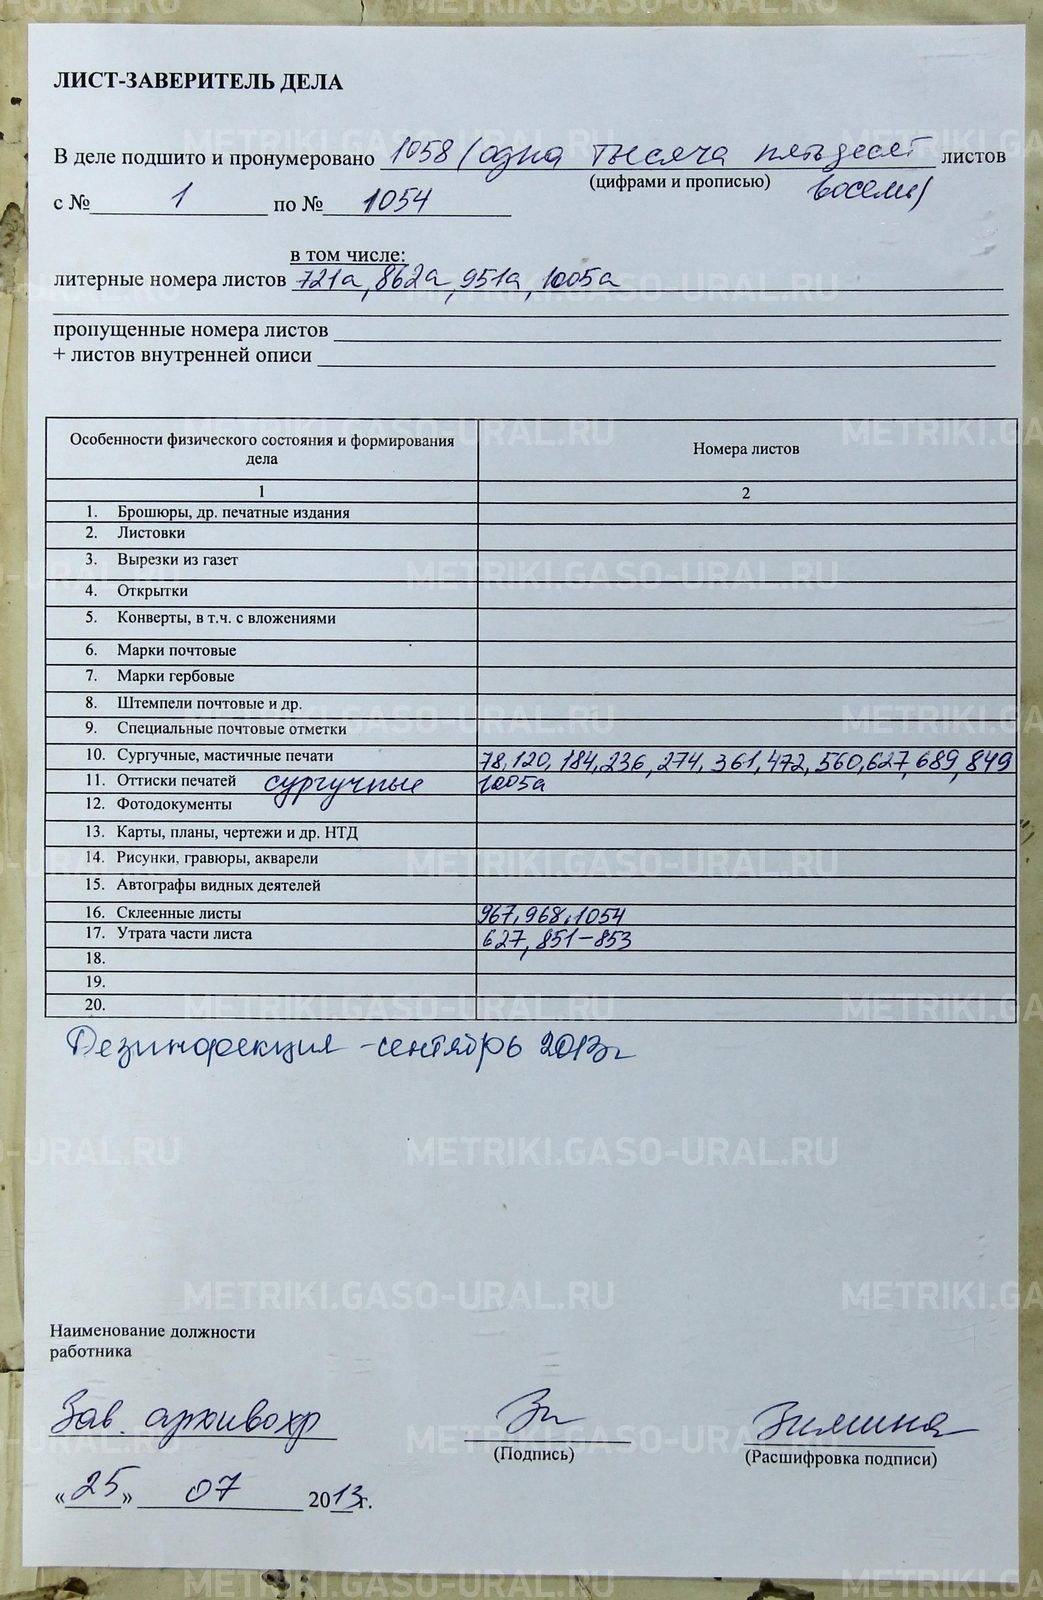 ЛИСТ-ЗАВЕРИТЕЛЬ ДЕЛА
В деле подшито и пронумеровано 1058 (одна тысяча пятьдесят листов
(цифрами и прописью) восемь)
с № 1 по № 1054
в том числе:
литерные номера листов 721а, 862а, 951а, 1005а
пропущенные номера листов
+ листов внутренней описи
Особенности физического состояния и формирования дела Номера листов
1 2
1. Брошюры, др. печатные издания
2. Листовки
3. Вырезки из газет
4. Открытки
5. Конверты, в т.ч. с вложениями
6. Марки почтовые
7. Марки гербовые
8. Штемпели почтовые и др.
9. Специальные почтовые отметки
10. Сургучные, мастичные печати 78, 120, 184, 236, 274, 361, 472, 560, 627, 689, 849
11. Оттиски печатей сургучные 1005а
12. Фотодокументы
13. Карты, планы, чертежи и др. НТД
14. Рисунки, гравюры, акварели
15. Автографы видных деятелей
16. Склеенные листы 967, 968, 1054
17. Утрата части листа 627, 851-853
18.
19.
20.
Дезинфекция - сентябрь 2013г
Наименование должности
работника
Зав. архивохр Зи Зимина
(Подпись) (Расшифровка подписи)
«25» 07 2013г.
METRIKI.GASO-URAL.RU